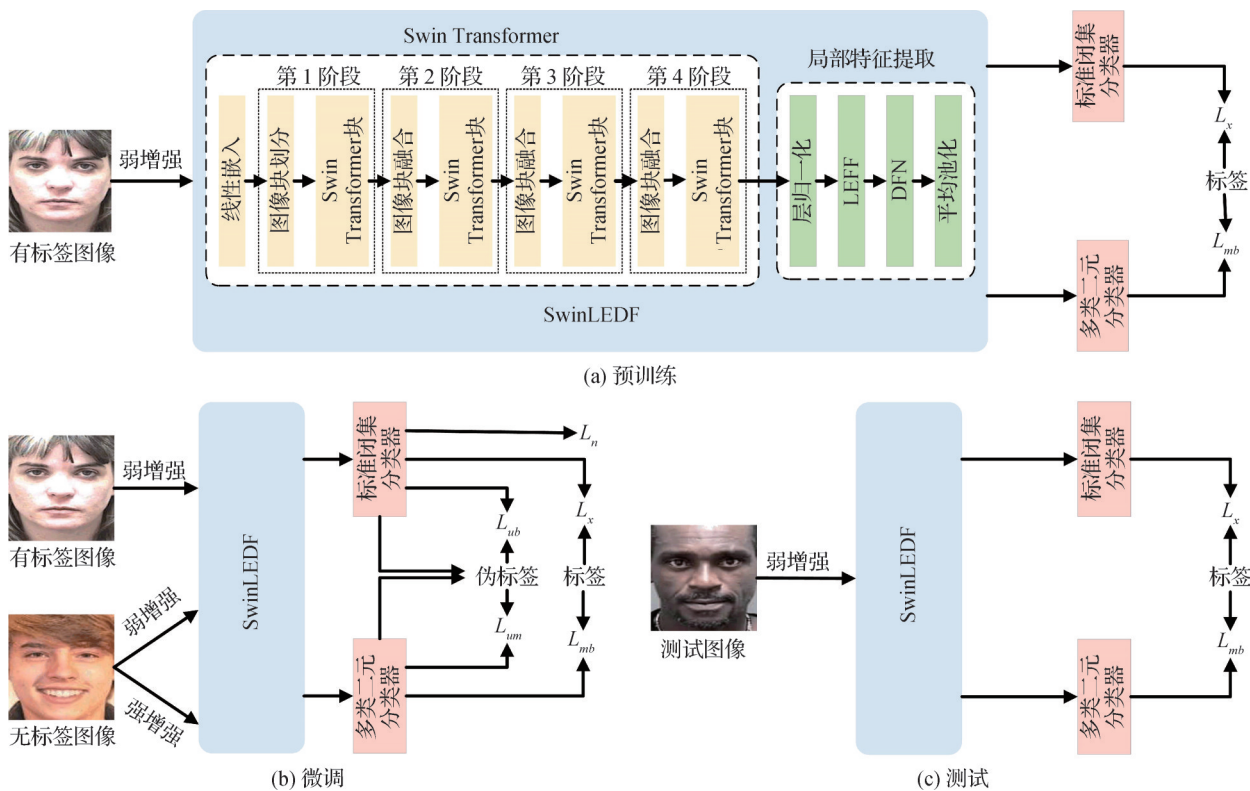 Swin Transformer
局部特征提取
第1阶段
第2阶段
第3阶段
第4阶段
弱增强
有标签图像
线性嵌入
图像块划分
Swin
Transformer块
图像块融合
Swin
Transformer块
图像块融合
Swin
Transformer块
图像块融合
Swin
Transformer块
层归一化
LEFF
DFN
平均池化
SwinLEDF
标准闭集
分类器
多类二元
分类器
Lx
标签
Lmb
(a) 预训练
弱增强
有标签图像
弱增强
强增强
无标签图像
SwinLEDF
标准闭集
分类器
多类二元
分类器
Ln
Lub
伪标签
Lum
Lx
标签
Lmb
(b) 微调
弱增强
测试图像
SwinLEDF
标准闭集
分类器
多类二元
分类器
Lx
标签
Lmb
(c) 测试